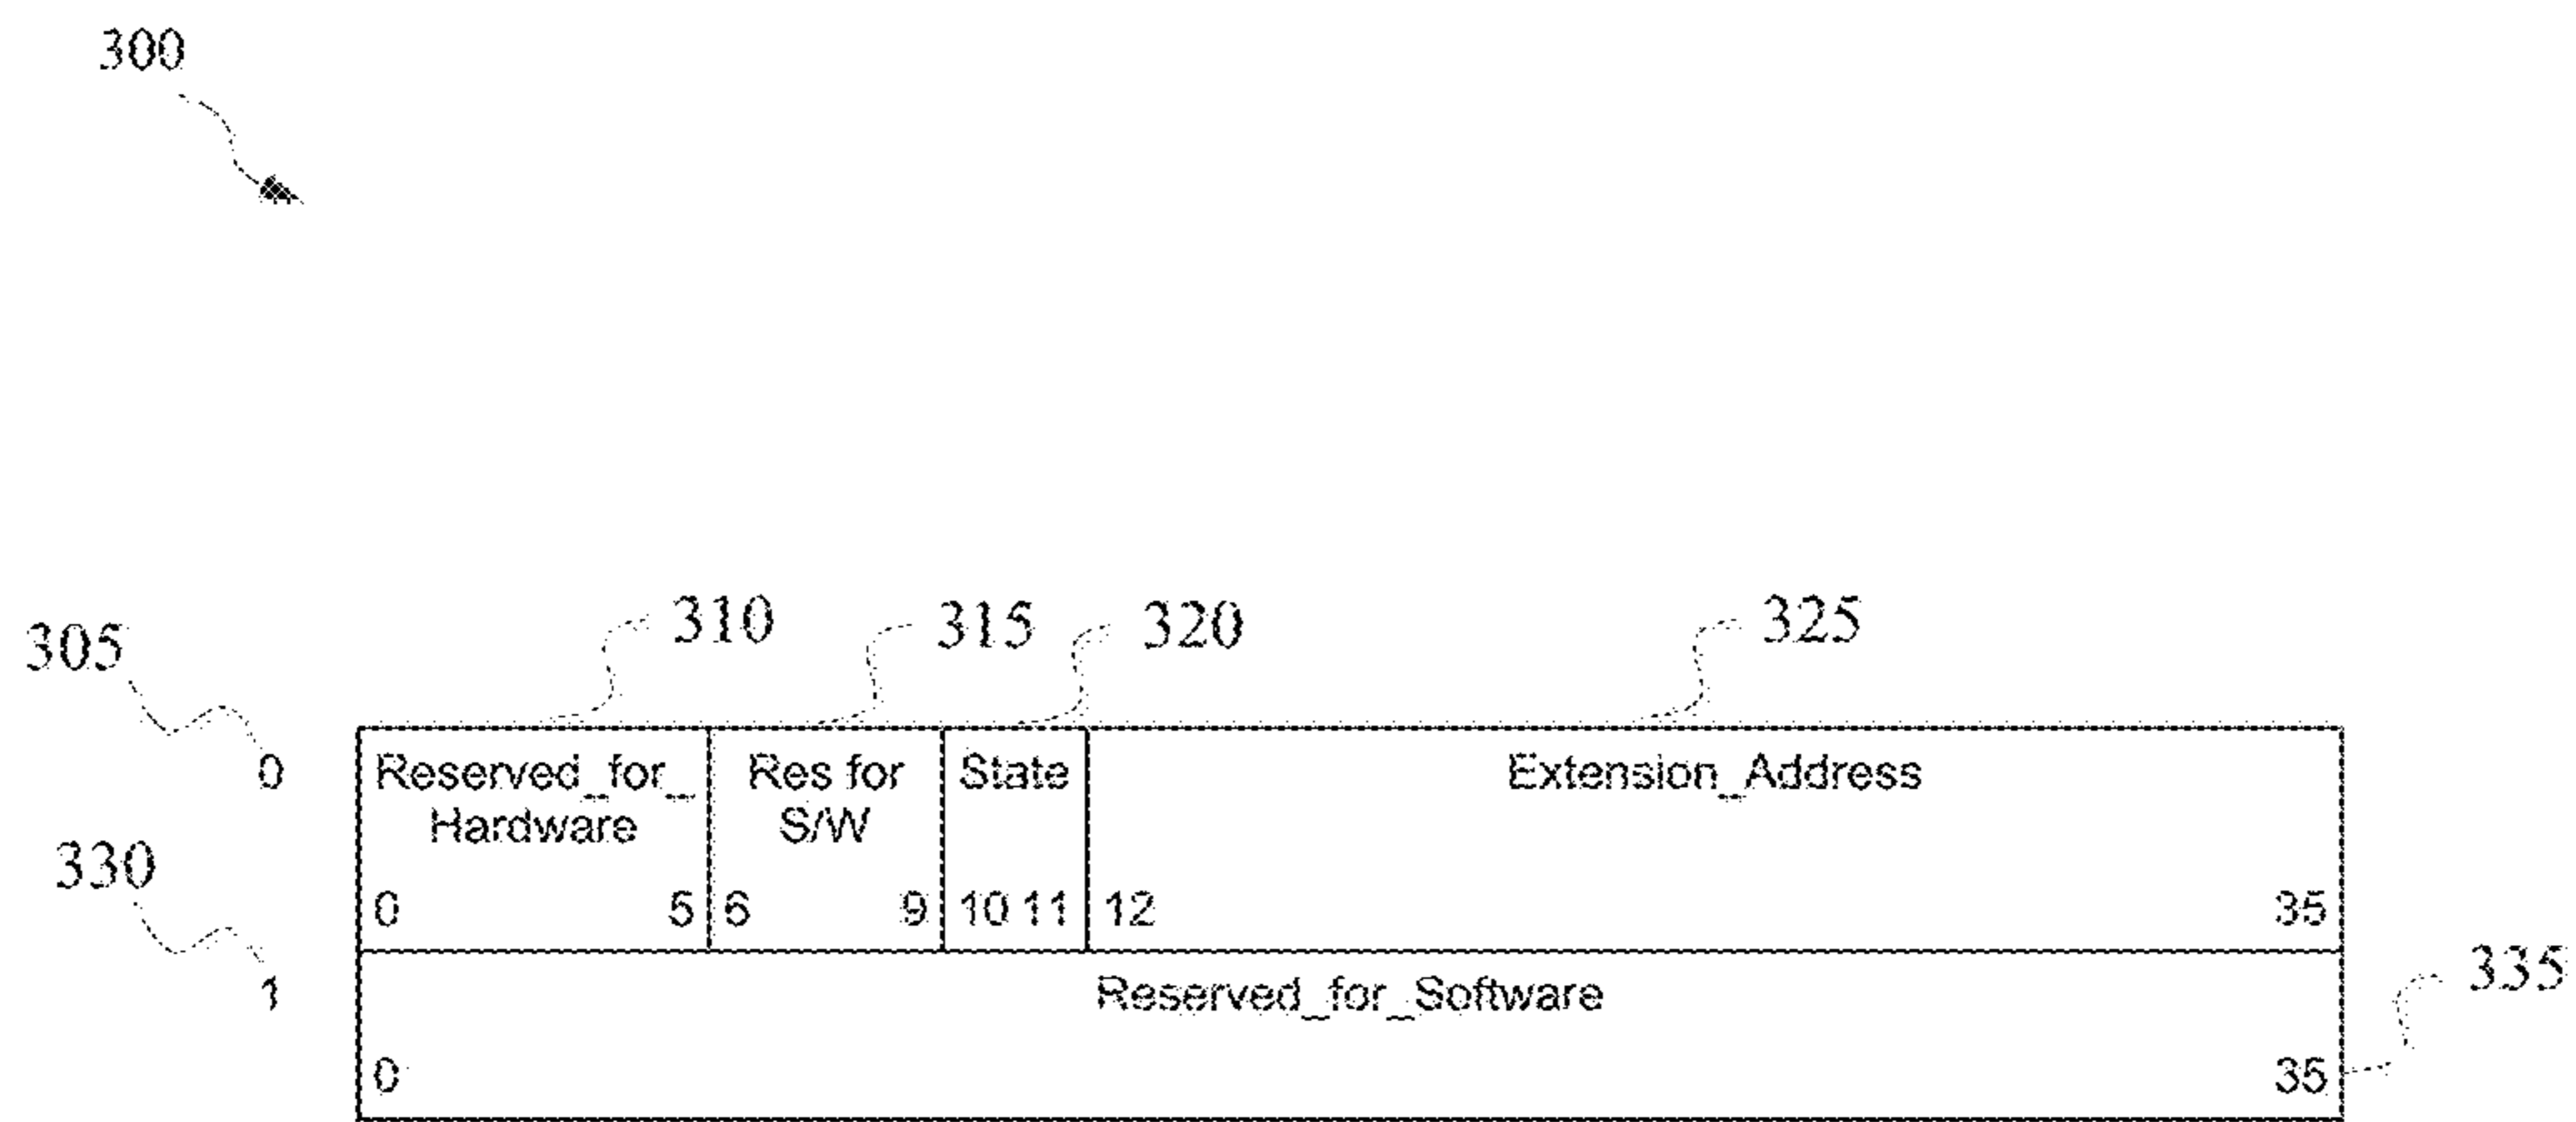 300
305
310
315
320
325
0
Reserved_for_
Hardware
0 5
Res for
S/W
6 9
State
10 11
Extension_Address
12 35
330
1
Reserved_for_Software
0 35
335